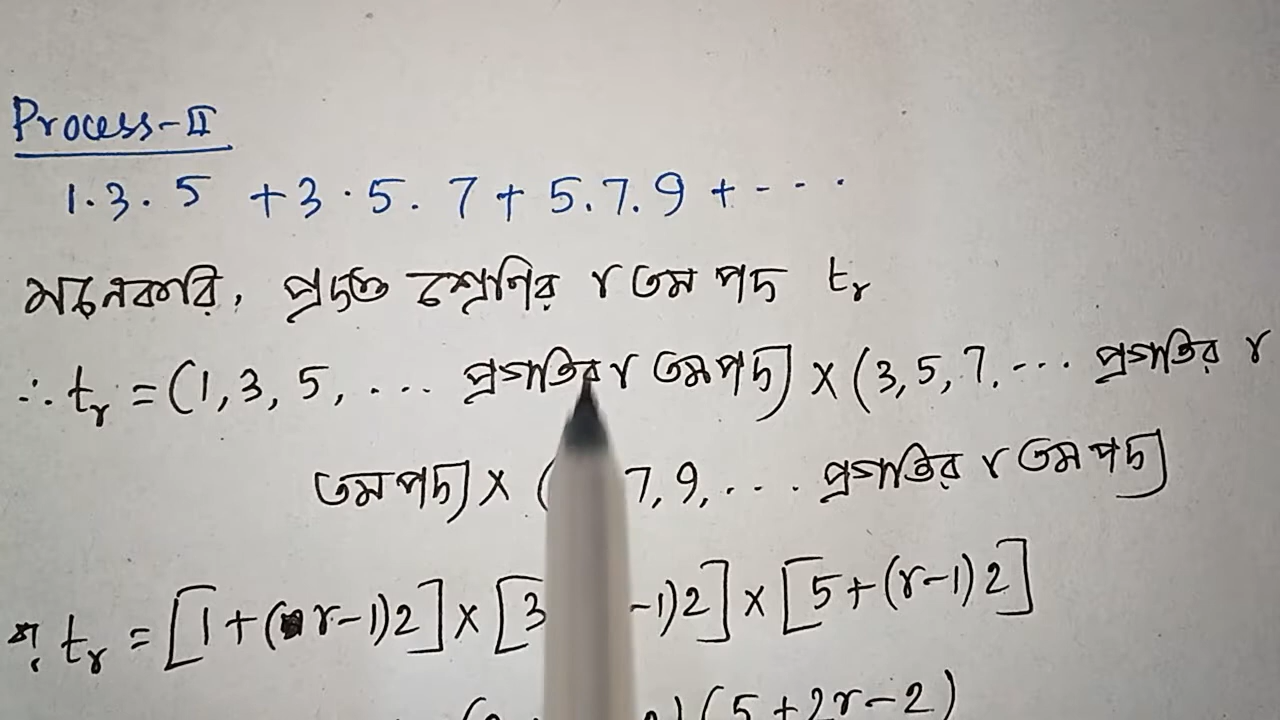 Process-II
1.3.5 + 3.5.7 + 5.7.9 + ....
মনেকরি, প্রদত্ত শ্রেণির r তম পদ tr
∴ tr = (1, 3, 5, .... প্রগতির r তম পদ) × (3, 5, 7, .... প্রগতির r
তম পদ) × ( 7, 9, .... প্রগতির r তম পদ)
বা, tr = [1+(r-1)2] × [3 -1)2] × [5+(r-1)2]
(5+2r-2)